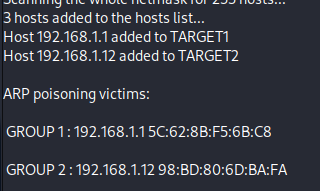 Scanning the whole netmask for 255 hosts...
3 hosts added to the hosts list...
Host 192.168.1.1 added to TARGET1
Host 192.168.1.12 added to TARGET2
ARP poisoning victims:
GROUP 1 : 192.168.1.1 5C:62:8B:F5:6B:C8
GROUP 2 : 192.168.1.12 98:BD:80:6D:BA:FA